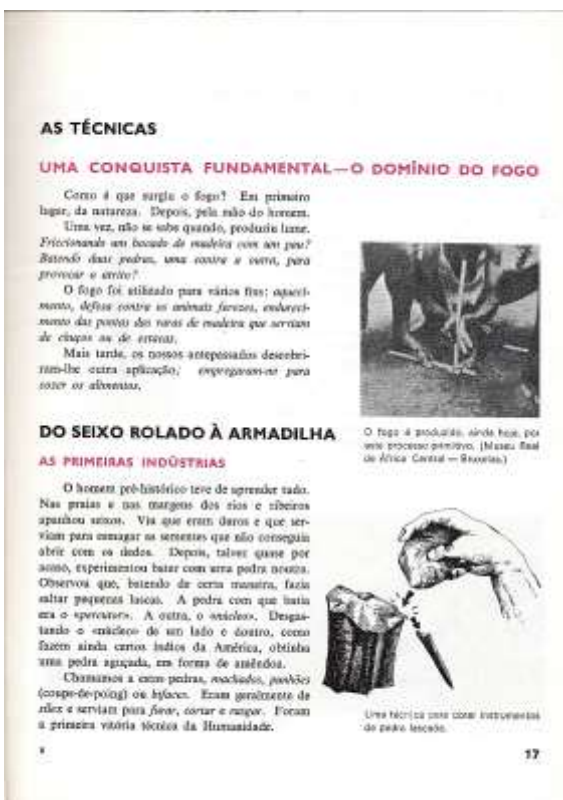 AS TÉCNICAS
UMA CONQUISTA FUNDAMENTAL—O DOMÍNIO DO FOGO
Como é que surgiu o fogo? Em primeiro
lugar, da natureza. Depois, pela mão do homem.
Uma vez, não se sabe quando, produziu lume.
Friccionando um bocado de madeira com um pau?
Batendo duas pedras, uma contra a outra, para
provocar o atrito?
O fogo foi utilizado para vários fins: aqueci-
mento, defesa contra os animais ferozes, endureci-
mento das pontas das varas de madeira que serviam
de chuços ou de estacas.
Mais tarde, os nossos antepassados descobri-
ram-lhe outra aplicação; empregaram-no para
cozer os alimentos.
O fogo é produzido, ainda hoje, por
este processo primitivo. (Museu Real
de África Central — Bruxelas.)
DO SEIXO ROLADO À ARMADILHA
AS PRIMEIRAS INDÚSTRIAS
O homem pré-histórico teve de aprender tudo.
Nas praias e nas margens dos rios e ribeiros
apanhou seixos. Viu que eram duros e que ser-
viam para esmagar as sementes que não conseguia
abrir com os dedos. Depois, talvez quase por
acaso, experimentou bater com uma pedra noutra.
Observou que, batendo de certa maneira, fazia
saltar pequenas lascas. A pedra com que batia
era o «percutor». A outra, o «núcleo». Desgas-
tando o «núcleo» de um lado e doutro, como
fazem ainda certos índios da América, obtinha
uma pedra aguçada, em forma de amêndoa.
Chamamos a estas pedras, machados, punhões
(coups-de-poing) ou bifaces. Eram geralmente de
sílex e serviam para furar, cortar e rasgar. Foram
a primeira vitória técnica da Humanidade.
Uma técnica para obter instrumentos
de pedra lascada.
17